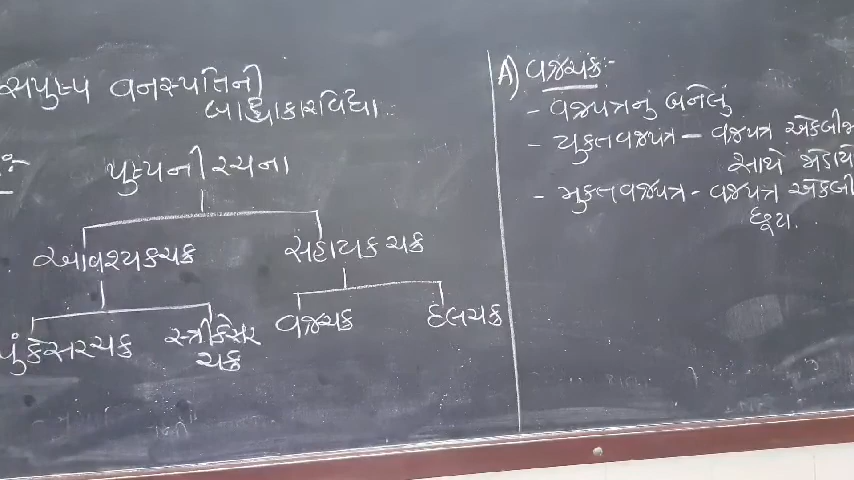 સપુષ્પ વનસ્પતિની
બાહ્યાકારવિદ્યા
પુષ્પની રચના
આવશ્યકચક્ર
સહાયક ચક્ર
પુંકેસરચક્ર
સ્ત્રીકેસર
ચક્ર
વજ્રચક્ર
દલચક્ર
A) વજ્રચક્ર:-
- વજ્રપત્રનું બનેલું
- યુક્તવજ્રપત્ર - વજ્રપત્ર એકબીજા
સાથે જોડાયે
- મુક્તવજ્રપત્ર - વજ્રપત્ર એકબી
છૂટા.